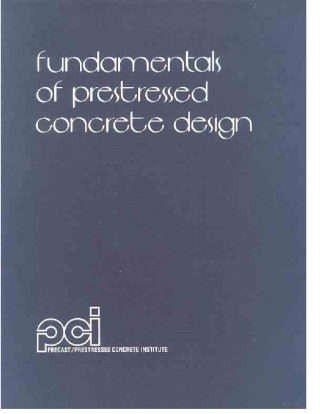 fundamentals
of prestressed
concrete design
pci
PRECAST/PRESTRESSED CONCRETE INSTITUTE